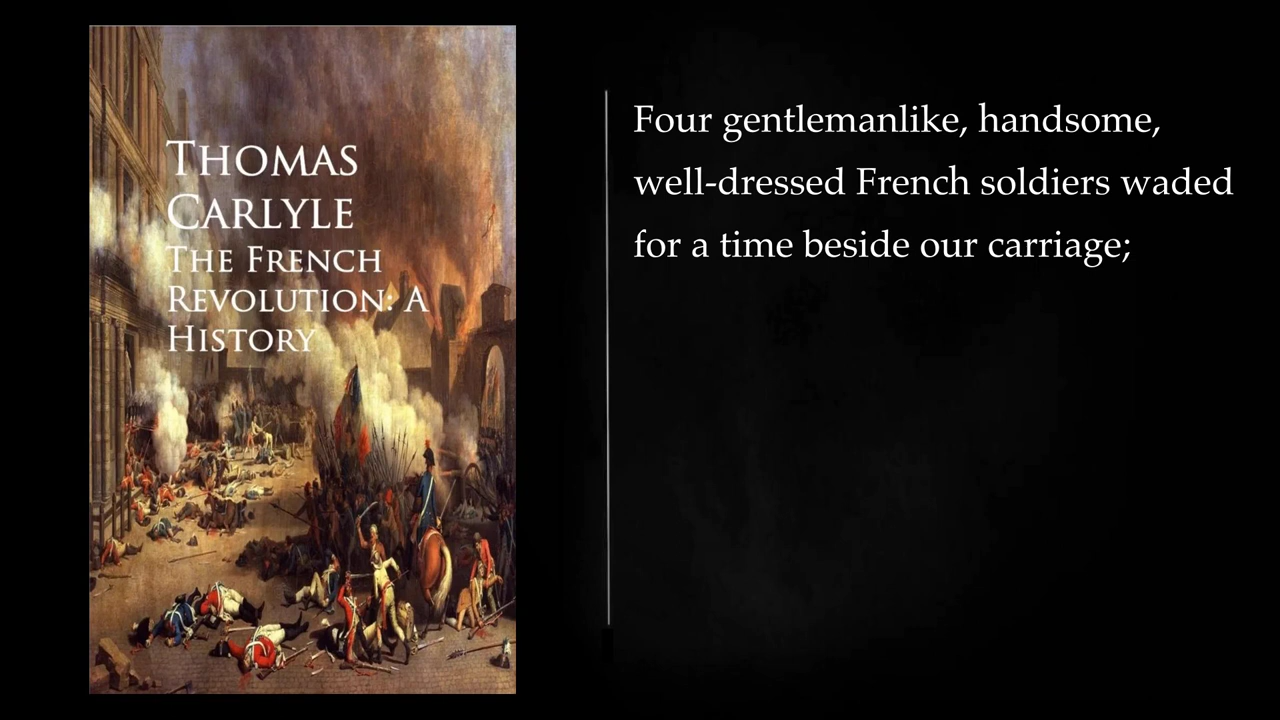 THOMAS
CARLYLE
THE FRENCH
REVOLUTION: A
HISTORY
Four gentlemanlike, handsome,
well-dressed French soldiers waded
for a time beside our carriage;